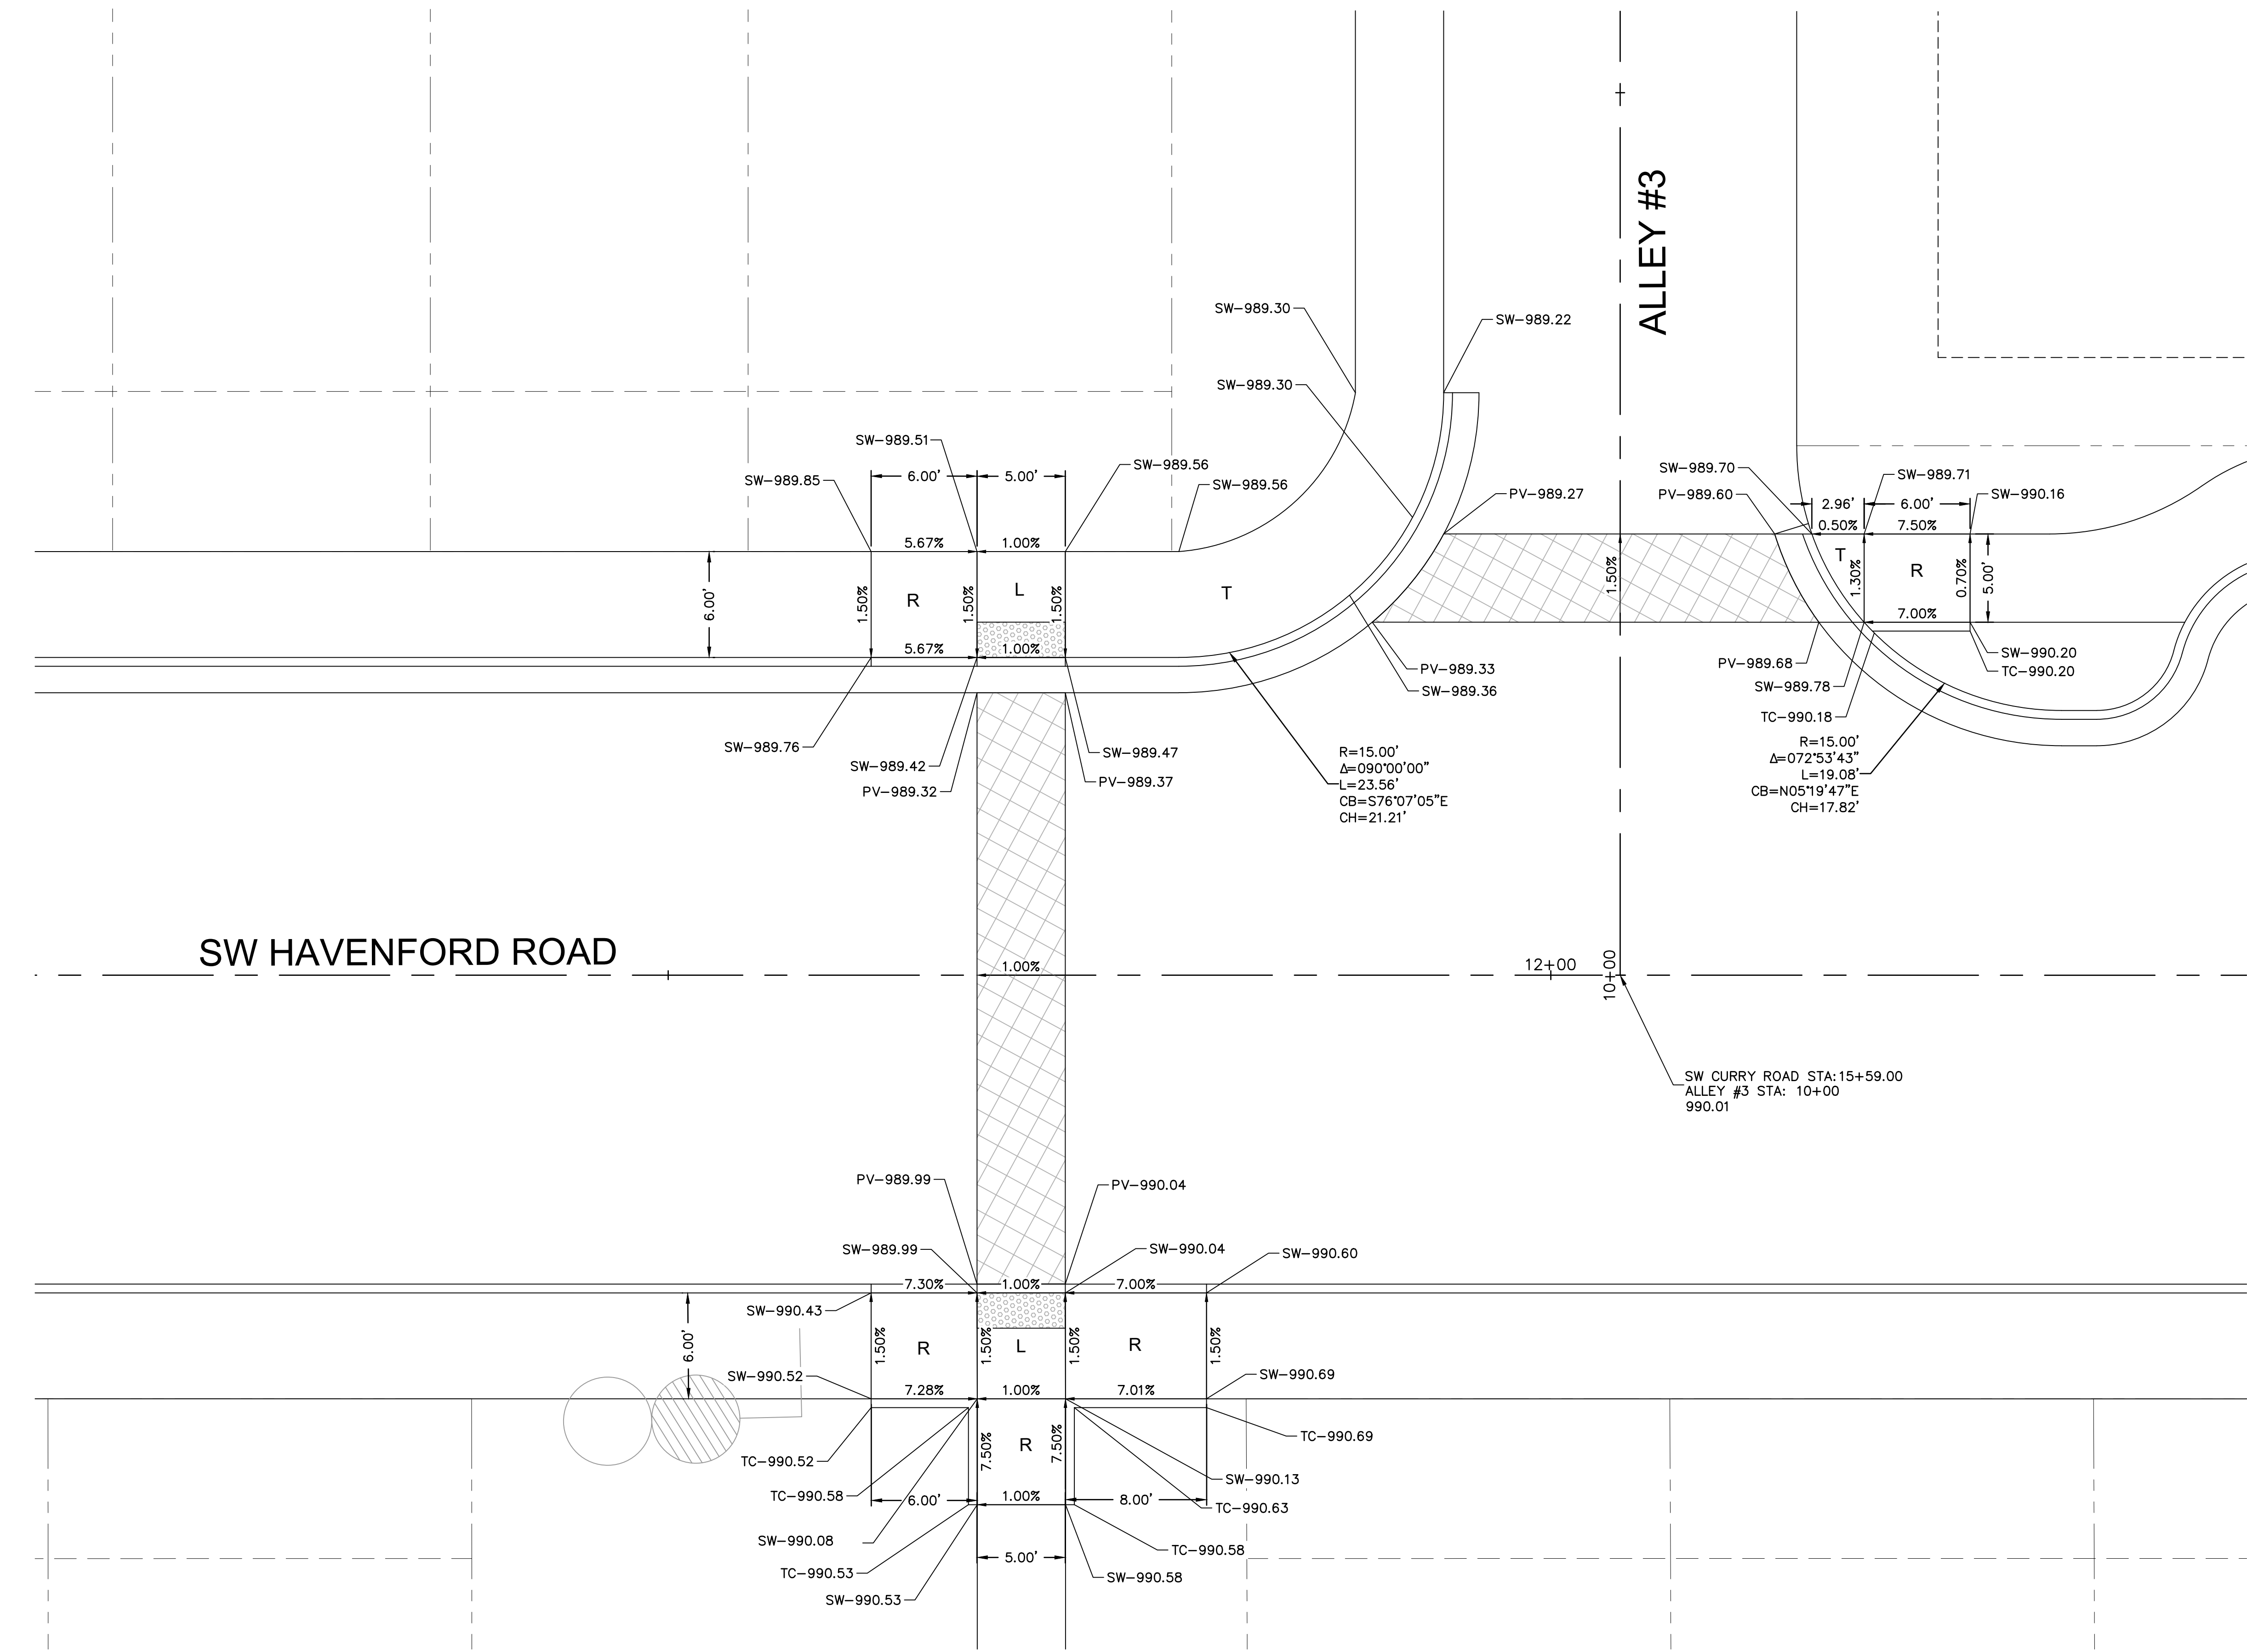 ALLEY #3
SW-989.30
SW-989.22
SW-989.30
SW-989.51
SW-989.56
SW-989.85
6.00'
5.00'
SW-989.56
PV-989.27
SW-989.70
PV-989.60
SW-989.71
SW-990.16
2.96'
6.00'
0.50%
7.50%
5.67%
1.00%
6.00'
1.50%
R
1.50%
L
1.50%
T
1.50%
T
1.30%
R
0.70%
5.00'
7.00%
5.67%
1.00%
PV-989.33
SW-989.36
PV-989.68
SW-989.78
TC-990.18
SW-990.20
TC-990.20
SW-989.76
SW-989.42
PV-989.32
SW-989.47
PV-989.37
R=15.00'
Δ=090°00'00"
L=23.56'
CB=S76°07'05"E
CH=21.21'
R=15.00'
Δ=072°53'43"
L=19.08'
CB=N05°19'47"E
CH=17.82'
SW HAVENFORD ROAD
1.00%
12+00
10+00
SW CURRY ROAD STA:15+59.00
ALLEY #3 STA: 10+00
990.01
PV-989.99
PV-990.04
SW-989.99
SW-990.04
SW-990.60
7.30%
1.00%
7.00%
SW-990.43
6.00'
1.50%
R
1.50%
L
1.50%
R
1.50%
SW-990.52
SW-990.69
7.28%
1.00%
7.01%
7.50%
R
7.50%
TC-990.52
TC-990.69
TC-990.58
SW-990.13
6.00'
1.00%
8.00'
TC-990.63
SW-990.08
TC-990.58
5.00'
TC-990.53
SW-990.58
SW-990.53